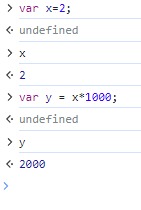 > var x=2;
< undefined
> x
< 2
> var y = x*1000;
< undefined
> y
< 2000
>